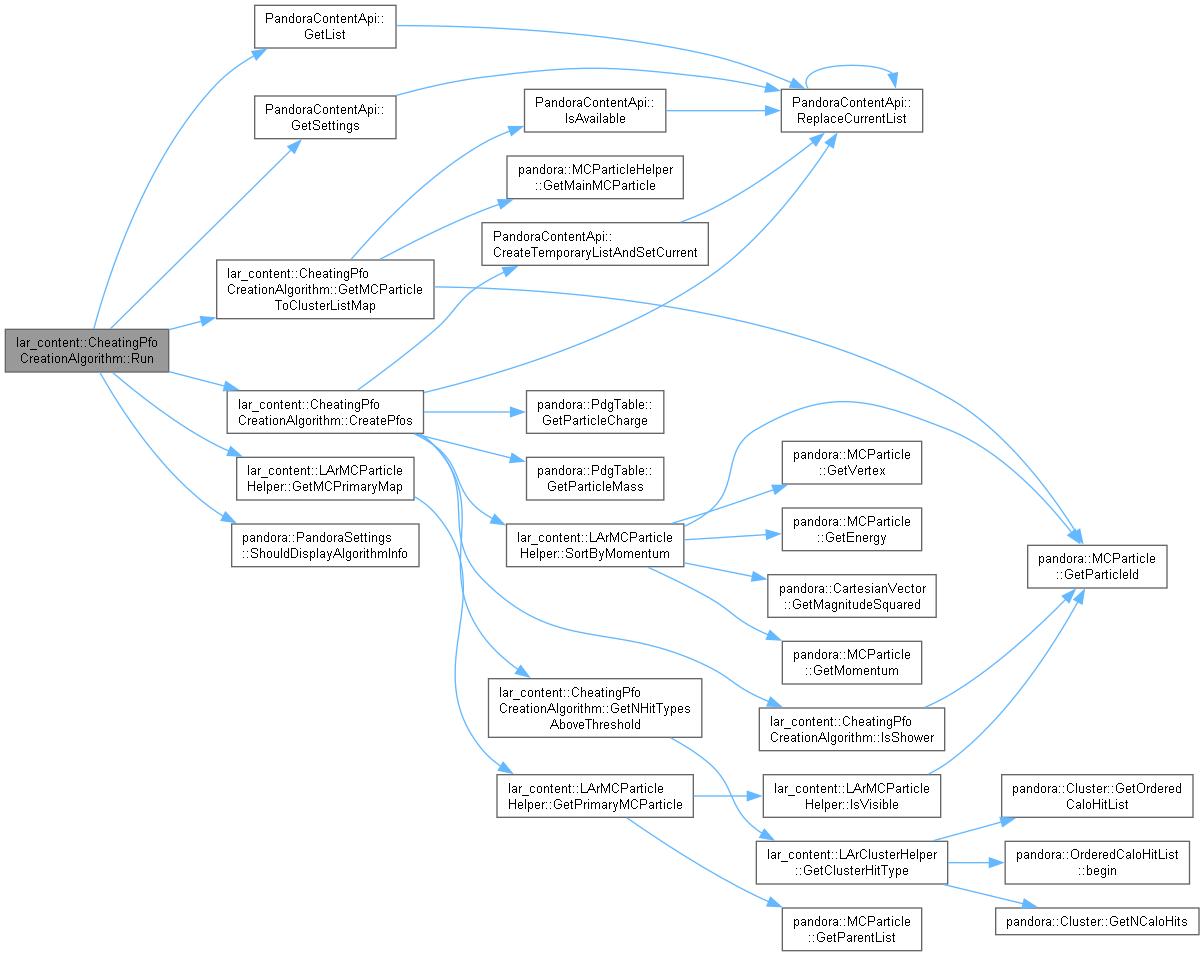 PandoraContentApi::
GetList
PandoraContentApi::
GetSettings
PandoraContentApi::
IsAvailable
PandoraContentApi::
ReplaceCurrentList
pandora::MCParticleHelper
::GetMainMCParticle
PandoraContentApi::
CreateTemporaryListAndSetCurrent
lar_content::CheatingPfo
CreationAlgorithm::GetMCParticle
ToClusterListMap
lar_content::CheatingPfo
CreationAlgorithm::Run
lar_content::CheatingPfo
CreationAlgorithm::CreatePfos
pandora::PdgTable::
GetParticleCharge
lar_content::LArMCParticle
Helper::GetMCPrimaryMap
pandora::PdgTable::
GetParticleMass
pandora::MCParticle
::GetVertex
pandora::PandoraSettings
::ShouldDisplayAlgorithmInfo
lar_content::LArMCParticle
Helper::SortByMomentum
pandora::MCParticle
::GetEnergy
pandora::MCParticle
::GetParticleId
pandora::CartesianVector
::GetMagnitudeSquared
pandora::MCParticle
::GetMomentum
lar_content::CheatingPfo
CreationAlgorithm::GetNHitTypes
AboveThreshold
lar_content::CheatingPfo
CreationAlgorithm::IsShower
lar_content::LArMCParticle
Helper::GetPrimaryMCParticle
lar_content::LArMCParticle
Helper::IsVisible
pandora::Cluster::GetOrdered
CaloHitList
lar_content::LArClusterHelper
::GetClusterHitType
pandora::OrderedCaloHitList
::begin
pandora::Cluster::GetNCaloHits
pandora::MCParticle
::GetParentList